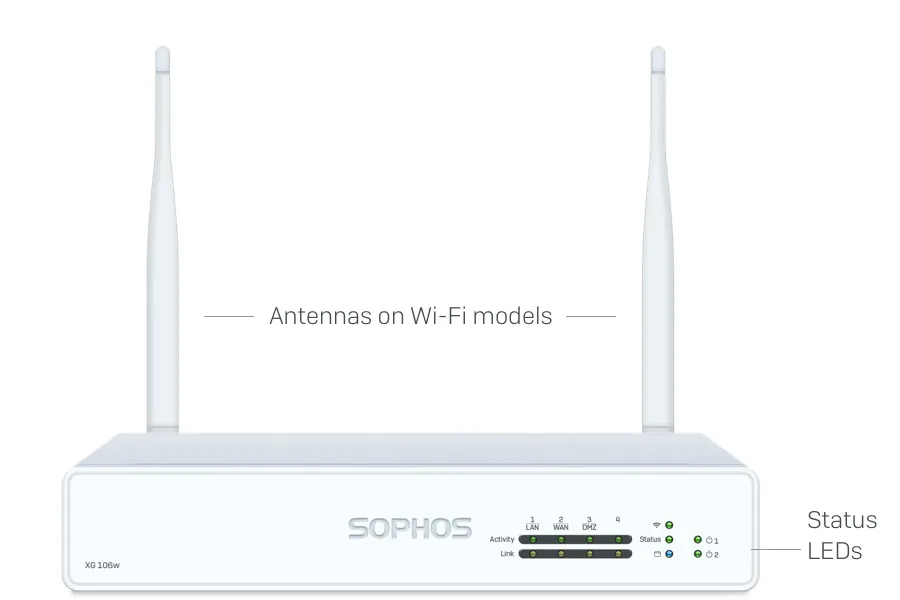 Antennas on Wi-Fi models
SOPHOS
1 2 3 4
LAN WAN DMZ
Activity
Status
1
Link
2
XG 106w
Status
LEDs